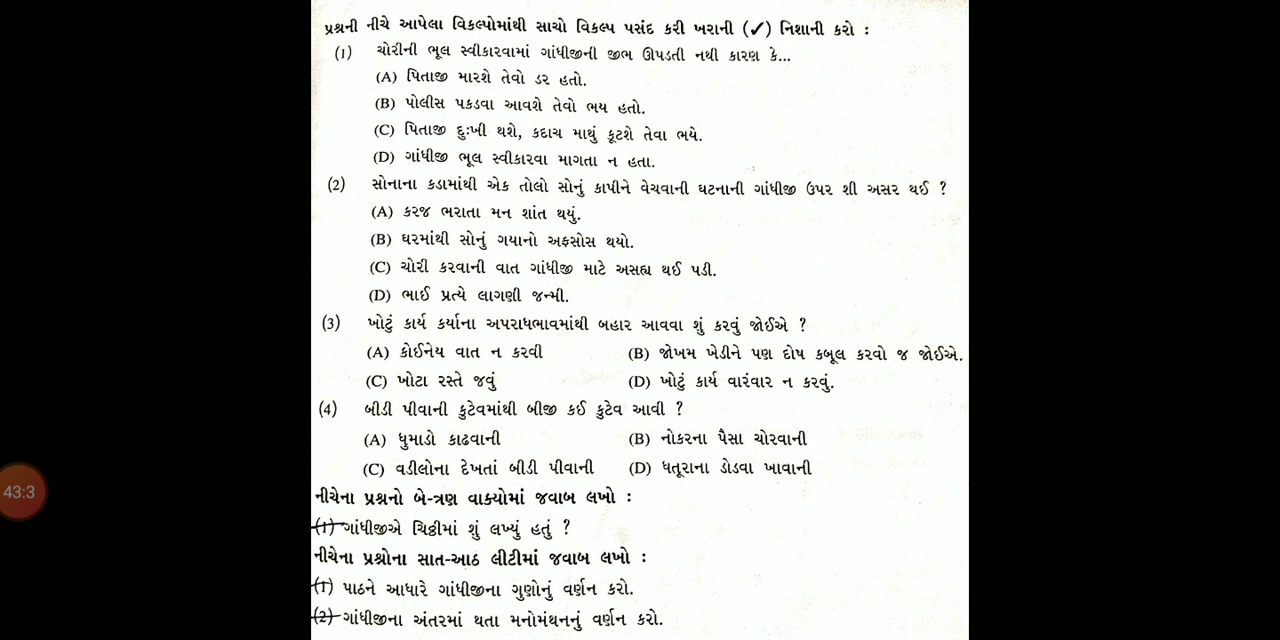 પ્રશ્નની નીચે આપેલા વિકલ્પોમાંથી સાચો વિકલ્પ પસંદ કરી ખરાની (✓) નિશાની કરો :
(1) ચોરીની ભૂલ સ્વીકારવામાં ગાંધીજીની જીભ ઊપડતી નથી કારણ કે...
(A) પિતાજી મારશે તેવો ડર હતો.
(B) પોલીસ પકડવા આવશે તેવો ભય હતો.
(C) પિતાજી દુઃખી થશે, કદાચ માથું કૂટશે તેવા ભયે.
(D) ગાંધીજી ભૂલ સ્વીકારવા માગતા ન હતા.
(2) સોનાના કડામાંથી એક તોલો સોનું કાપીને વેચવાની ઘટનાની ગાંધીજી ઉપર શી અસર થઈ ?
(A) કરજ ભરાતા મન શાંત થયું.
(B) ઘરમાંથી સોનું ગયાનો અફસોસ થયો.
(C) ચોરી કરવાની વાત ગાંધીજી માટે અસહ્ય થઈ પડી.
(D) ભાઈ પ્રત્યે લાગણી જન્મી.
(3) ખોટું કાર્ય કર્યાના અપરાધભાવમાંથી બહાર આવવા શું કરવું જોઈએ ?
(A) કોઈનેય વાત ન કરવી (B) જોખમ ખેડીને પણ દોષ કબૂલ કરવો જ જોઈએ.
(C) ખોટા રસ્તે જવું (D) ખોટું કાર્ય વારંવાર ન કરવું.
(4) બીડી પીવાની કુટેવમાંથી બીજી કઈ કુટેવ આવી ?
(A) ધુમાડો કાઢવાની (B) નોકરના પૈસા ચોરવાની
(C) વડીલોના દેખતાં બીડી પીવાની (D) ધતૂરાના ડોડવા ખાવાની
43:3
નીચેના પ્રશ્નનો બે-ત્રણ વાક્યોમાં જવાબ લખો :
(1) ગાંધીજીએ ચિઠ્ઠીમાં શું લખ્યું હતું ?
નીચેના પ્રશ્નોના સાત-આઠ લીટીમાં જવાબ લખો :
(1) પાઠને આધારે ગાંધીજીના ગુણોનું વર્ણન કરો.
(2) ગાંધીજીના અંતરમાં થતા મનોમંથનનું વર્ણન કરો.